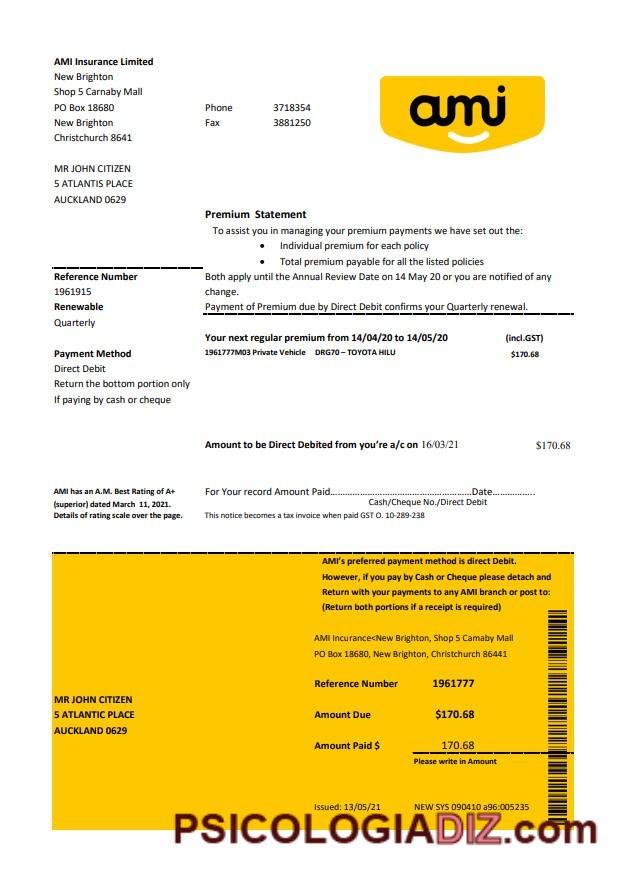 AMI Insurance Limited
New Brighton
Shop 5 Carnaby Mall
PO Box 18680
Phone 3718354
New Brighton
Fax 3881250
Christchurch 8641
ami
MR JOHN CITIZEN
5 ATLANTIS PLACE
AUCKLAND 0629
Premium Statement
To assist you in managing your premium payments we have set out the:
• Individual premium for each policy
• Total premium payable for all the listed policies
Both apply until the Annual Review Date on 14 May 20 or you are notified of any
change.
Payment of Premium due by Direct Debit confirms your Quarterly renewal.
Reference Number
1961915
Renewable
Quarterly
Payment Method
Direct Debit
Return the bottom portion only
If paying by cash or cheque
Your next regular premium from 14/04/20 to 14/05/20 (incl.GST)
1961777M03 Private Vehicle DRG70 – TOYOTA HILU $170.68
Amount to be Direct Debited from you're a/c on 16/03/21 $170.68
AMI has an A.M. Best Rating of A+
(superior) dated March 11, 2021.
Details of rating scale over the page.
For Your record Amount Paid……………………………………………Date……………..
Cash/Cheque No./Direct Debit
This notice becomes a tax invoice when paid GST O. 10-289-238
AMI's preferred payment method is direct Debit.
However, if you pay by Cash or Cheque please detach and
Return with your payments to any AMI branch or post to:
(Return both portions if a receipt is required)
AMI Incurance<New Brighton, Shop 5 Camaby Mall
PO Box 18680, New Brighton, Christchurch 86441
Reference Number 1961777
MR JOHN CITIZEN
5 ATLANTIC PLACE
AUCKLAND 0629
Amount Due $170.68
Amount Paid $ 170.68
Please write in Amount
Issued: 13/05/21 NEW SYS 090410 a96:005235
PSICOLOGIADIZ.com